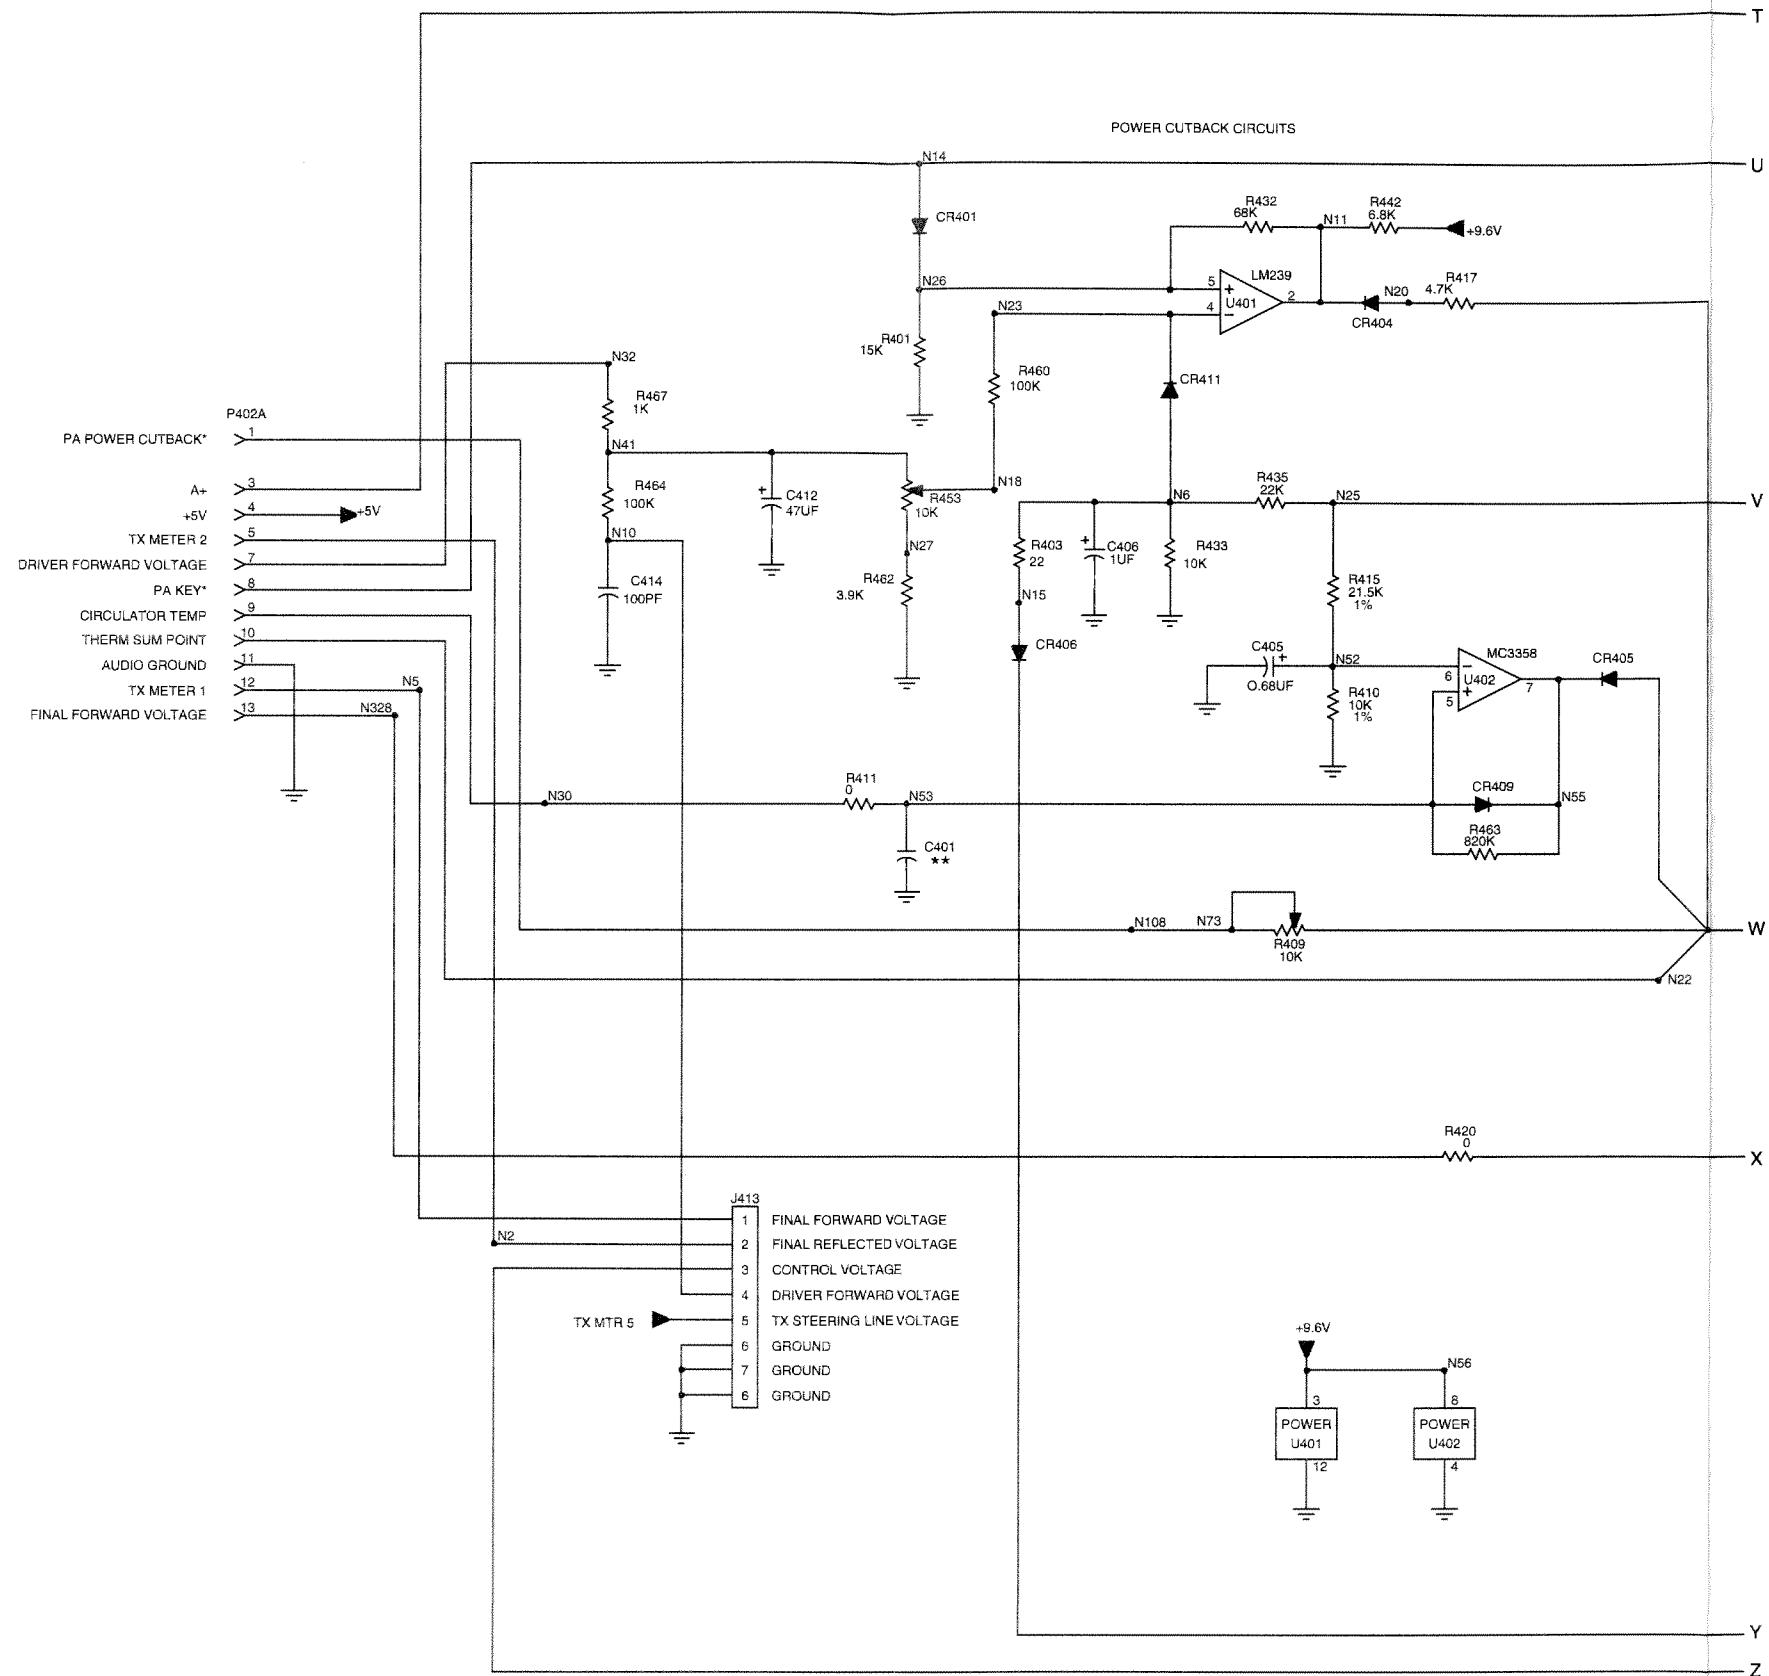 T
POWER CUTBACK CIRCUITS
N14
U
CR401
R432
68K
N11
R442
6.8K
+9.6V
N26
5
+
LM239
U401
2
4
−
N23
N20
R417
4.7K
CR404
R401
15K
R460
100K
CR411
N32
R467
1K
P402A
PA POWER CUTBACK* 1
N41
A+ 3
+5V 4 +5V
TX METER 2 5
DRIVER FORWARD VOLTAGE 7
PA KEY* 8
CIRCULATOR TEMP 9
THERM SUM POINT 10
AUDIO GROUND 11
TX METER 1 12 N5
FINAL FORWARD VOLTAGE 13 N328
R464
100K
N10
C414
100PF
+
C412
47UF
R453
10K
N18
N27
R462
3.9K
N6
R435
22K
N25
V
R403
22
+
C406
1UF
R433
10K
N15
CR406
R415
21.5K
1%
C405
+
0.68UF
N52
R410
10K
1%
MC3358
6
−
U402
7
5
+
CR405
CR409
N55
R463
820K
N30
R411
0
N53
C401
**
N108
N73
R409
10K
W
N22
R420
0
X
J413
1 FINAL FORWARD VOLTAGE
N2
2 FINAL REFLECTED VOLTAGE
3 CONTROL VOLTAGE
4 DRIVER FORWARD VOLTAGE
TX MTR 5 5 TX STEERING LINE VOLTAGE
6 GROUND
7 GROUND
6 GROUND
+9.6V
N56
3
POWER
U401
12
8
POWER
U402
4
Y
Z